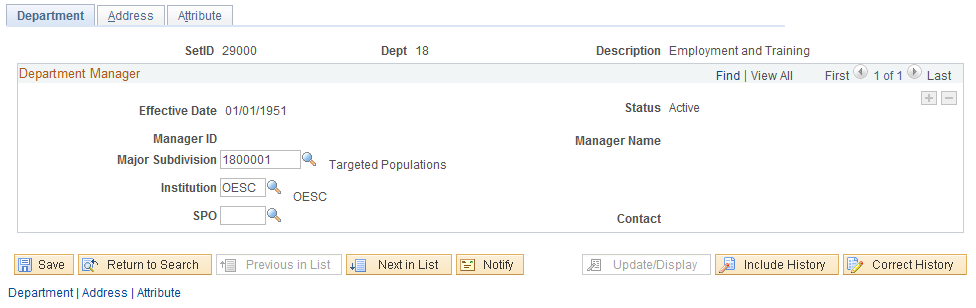 Department Address Attribute
SetID 29000 Dept 18 Description Employment and Training
Department Manager Find | View All First 1 of 1 Last
Effective Date 01/01/1951 Status Active
Manager ID Manager Name
Major Subdivision 1800001 Targeted Populations
Institution OESC OESC
SPO Contact
Save Return to Search Previous in List Next in List Notify Update/Display Include History Correct History
Department | Address | Attribute